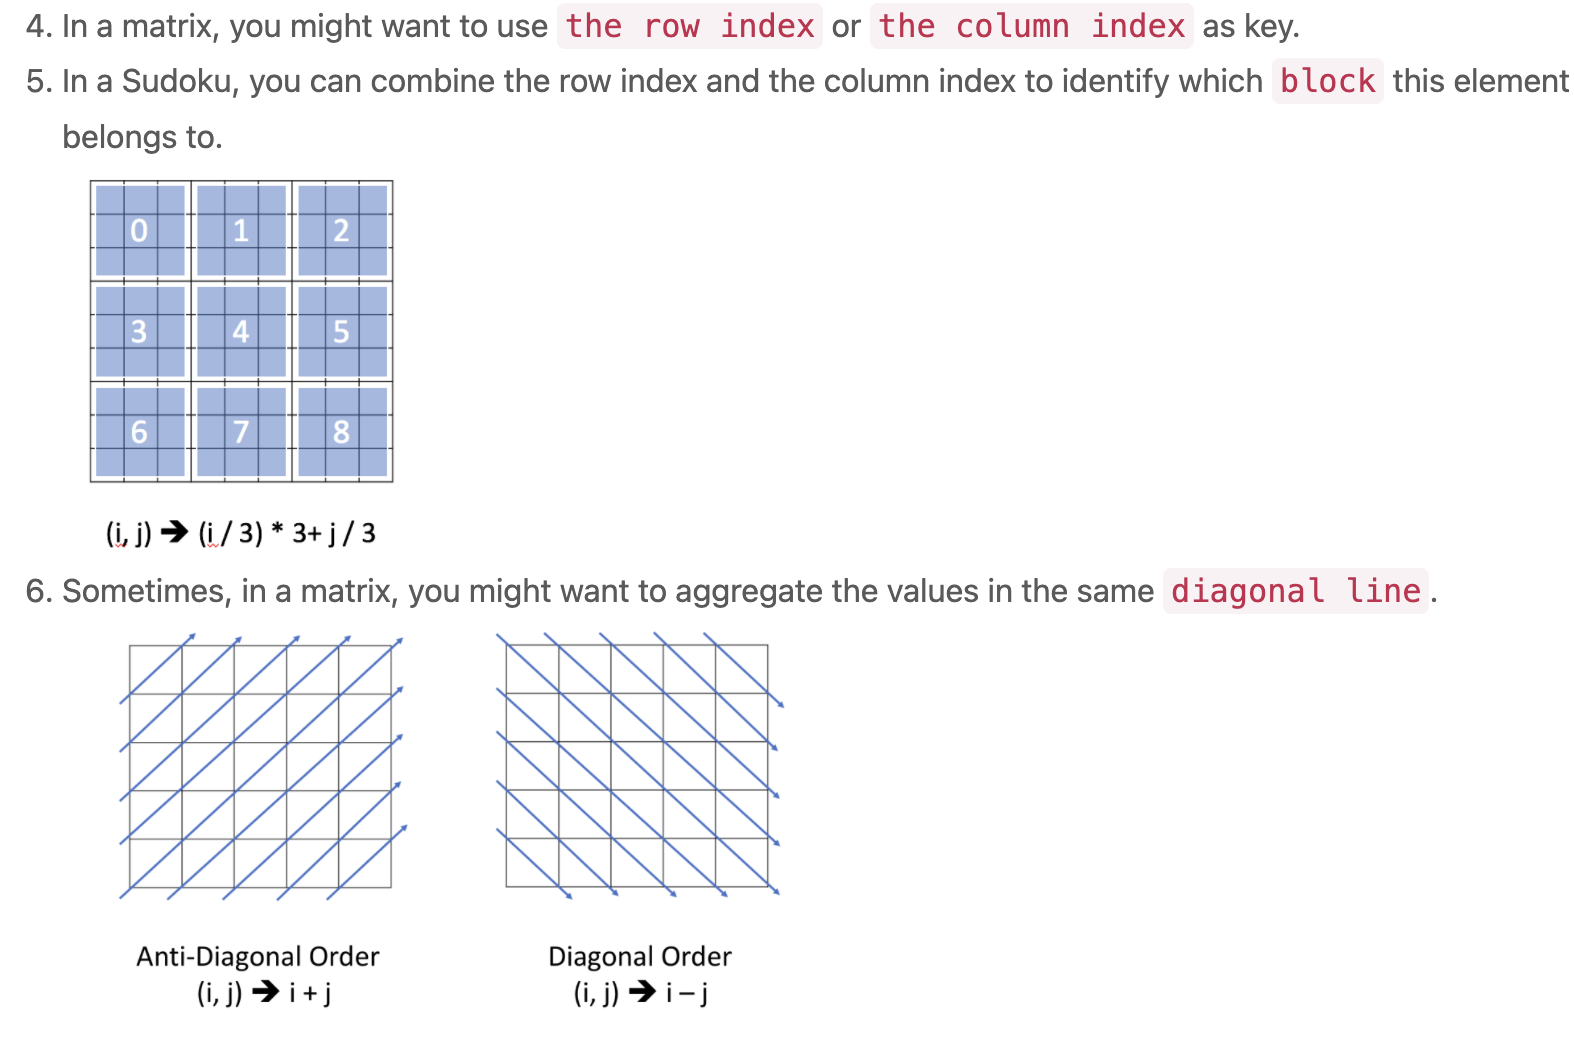 4. In a matrix, you might want to use the row index or the column index as key.
5. In a Sudoku, you can combine the row index and the column index to identify which block this element
belongs to.
0 1 2
3 4 5
6 7 8
(i, j) ➔ (i / 3) * 3+ j / 3
6. Sometimes, in a matrix, you might want to aggregate the values in the same diagonal line.
Anti-Diagonal Order Diagonal Order
(i, j) ➔ i + j (i, j) ➔ i – j